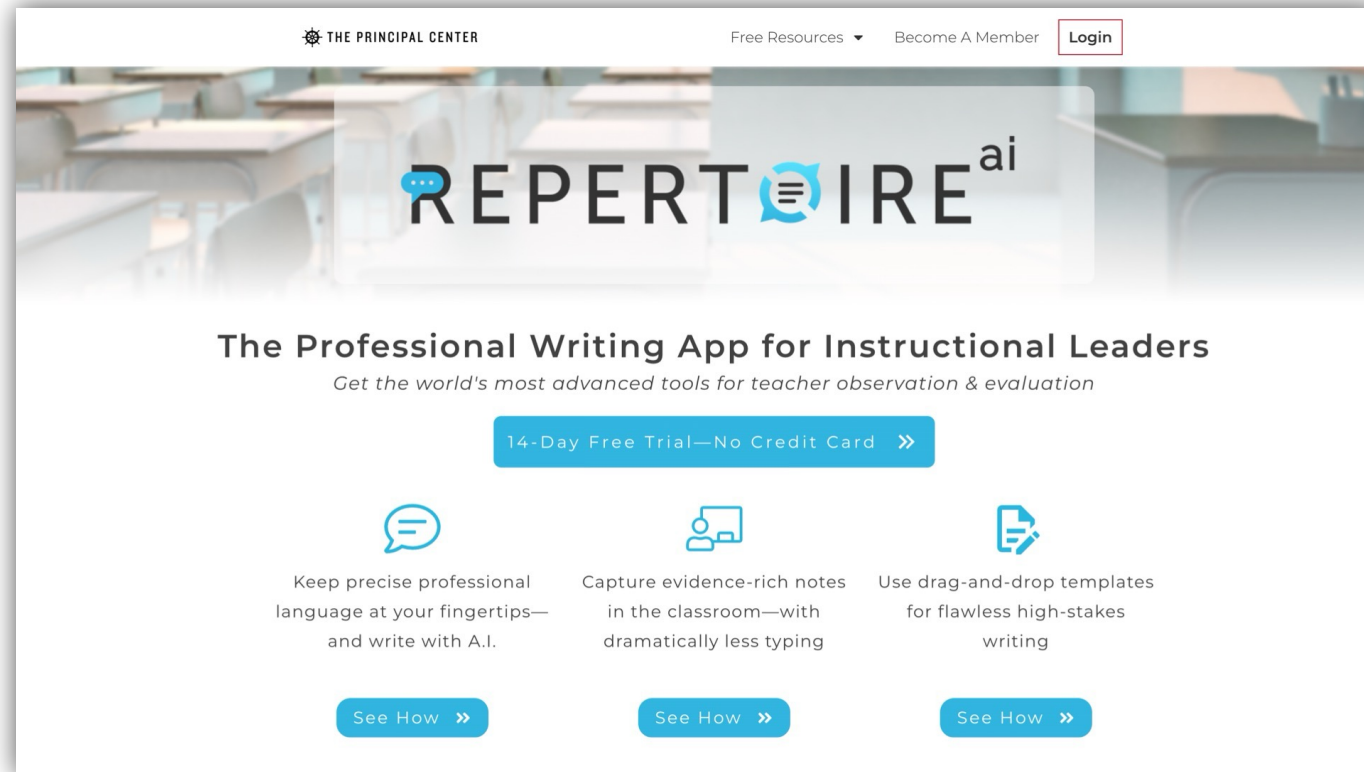 THE PRINCIPAL CENTER
Free Resources
Become A Member
Login
REPERTOIRE ai
The Professional Writing App for Instructional Leaders
Get the world's most advanced tools for teacher observation & evaluation
14-Day Free Trial—No Credit Card »
Keep precise professional
language at your fingertips—
and write with A.I.
See How »
Capture evidence-rich notes
in the classroom—with
dramatically less typing
See How »
Use drag-and-drop templates
for flawless high-stakes
writing
See How »